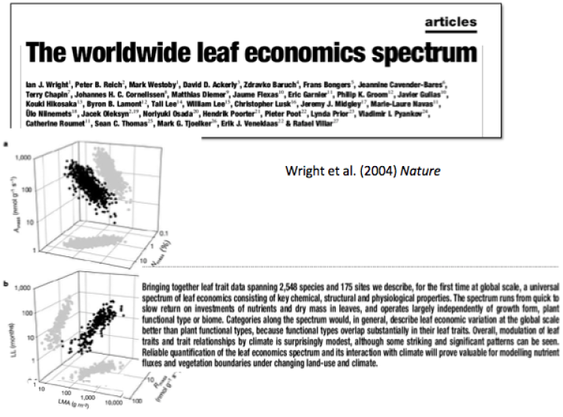 articles
The worldwide leaf economics spectrum
Ian J. Wright, Peter B. Reich, Mark Westoby, David D. Ackerly, Zdravko Baruch, Frans Bongers, Jeannine Cavender-Bares,
Terry Chapin, Johannes H. C. Cornelissen, Matthias Diemer, Jaume Flexas, Eric Garnier, Philip K. Groom, Javier Gulias,
Kouki Hikosaka, Byron B. Lamont, Tali Lee, William Lee, Christopher Lusk, Jeremy J. Midgley, Marie-Laure Navas,
Ülo Niinemets, Jacek Oleksyn, Noriyuki Osada, Hendrik Poorter, Pieter Poot, Lynda Prior, Vladimir I. Pyankov,
Catherine Roumet, Sean C. Thomas, Mark G. Tjoelker, Erik J. Veneklaas & Rafael Villar
Wright et al. (2004) Nature
a
1,000
100
10
1
0.1
1
10
N mass (%)
b
Bringing together leaf trait data spanning 2,548 species and 175 sites we describe, for the first time at global scale, a universal
spectrum of leaf economics consisting of key chemical, structural and physiological properties. The spectrum runs from quick to
slow return on investments of nutrients and dry mass in leaves, and operates largely independently of growth form, plant
functional type or biome. Categories along the spectrum would, in general, describe leaf economic variation at the global scale
better than plant functional types, because functional types overlap substantially in their leaf traits. Overall, modulation of leaf
traits and trait relationships by climate is surprisingly modest, although some striking and significant patterns can be seen.
Reliable quantification of the leaf economics spectrum and its interaction with climate will prove valuable for modelling nutrient
fluxes and vegetation boundaries under changing land-use and climate.
1,000
100
10
1
LL (months)
10
100
1,000
10,000
LMA (g m-2)